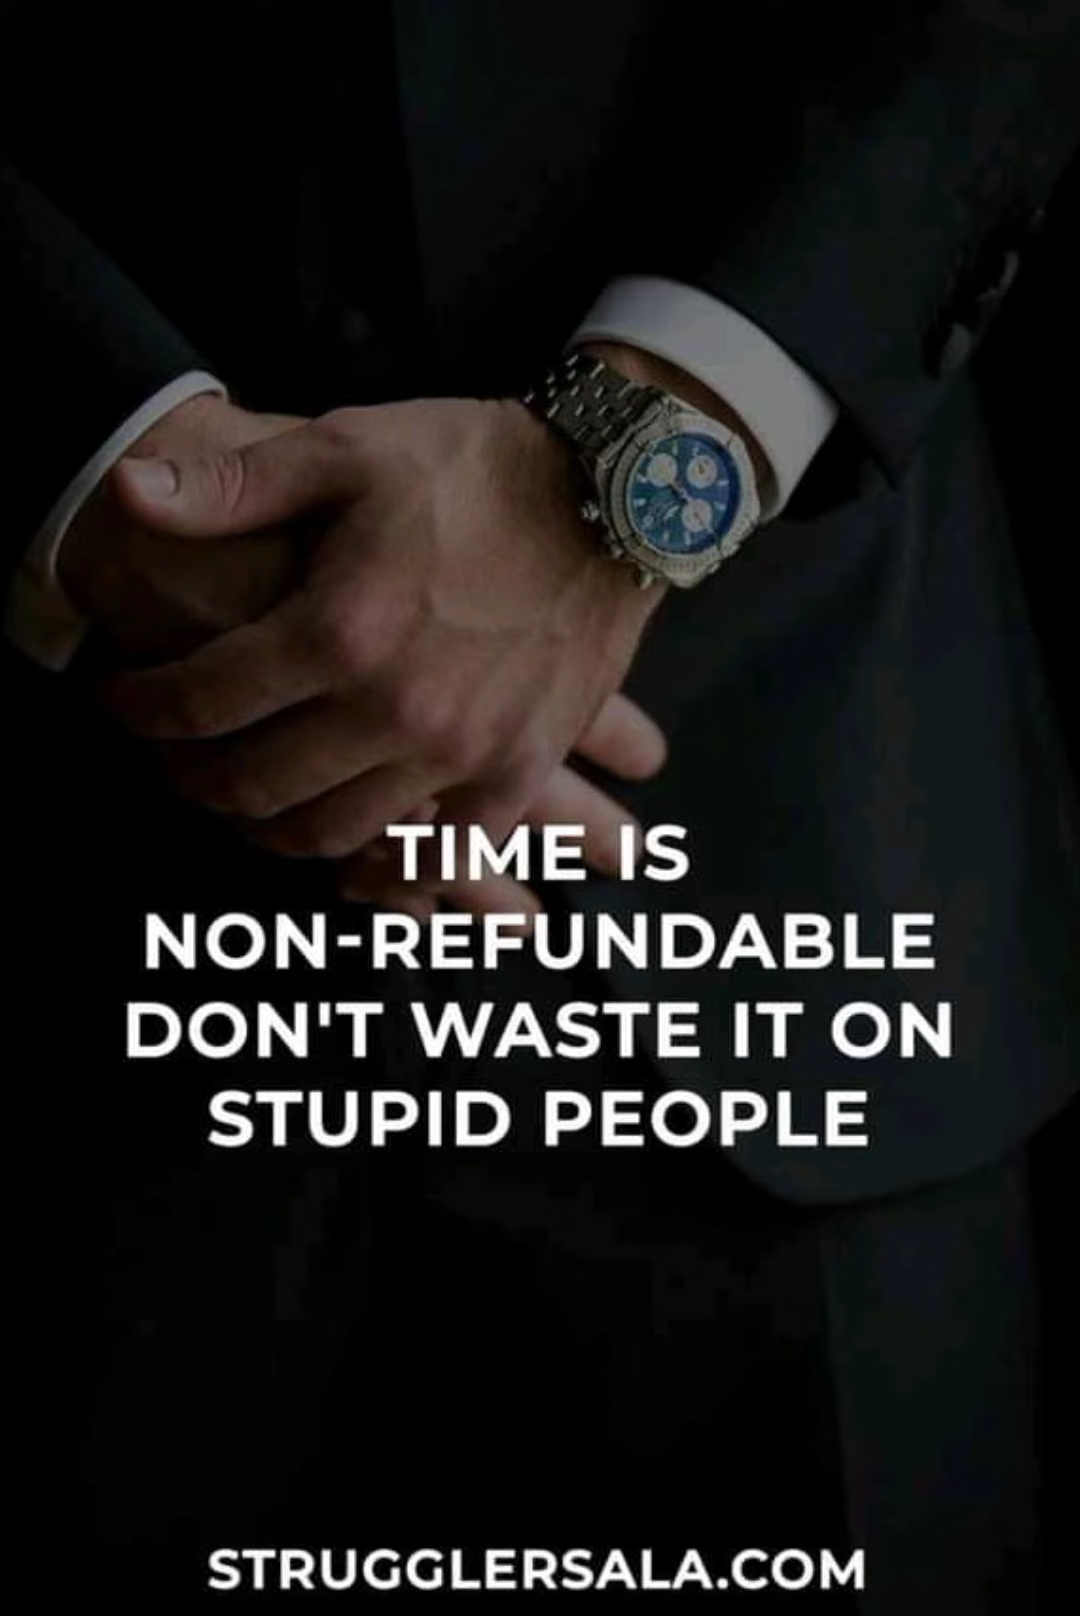 TIME IS
NON-REFUNDABLE
DON'T WASTE IT ON
STUPID PEOPLE
STRUGGLERSALA.COM